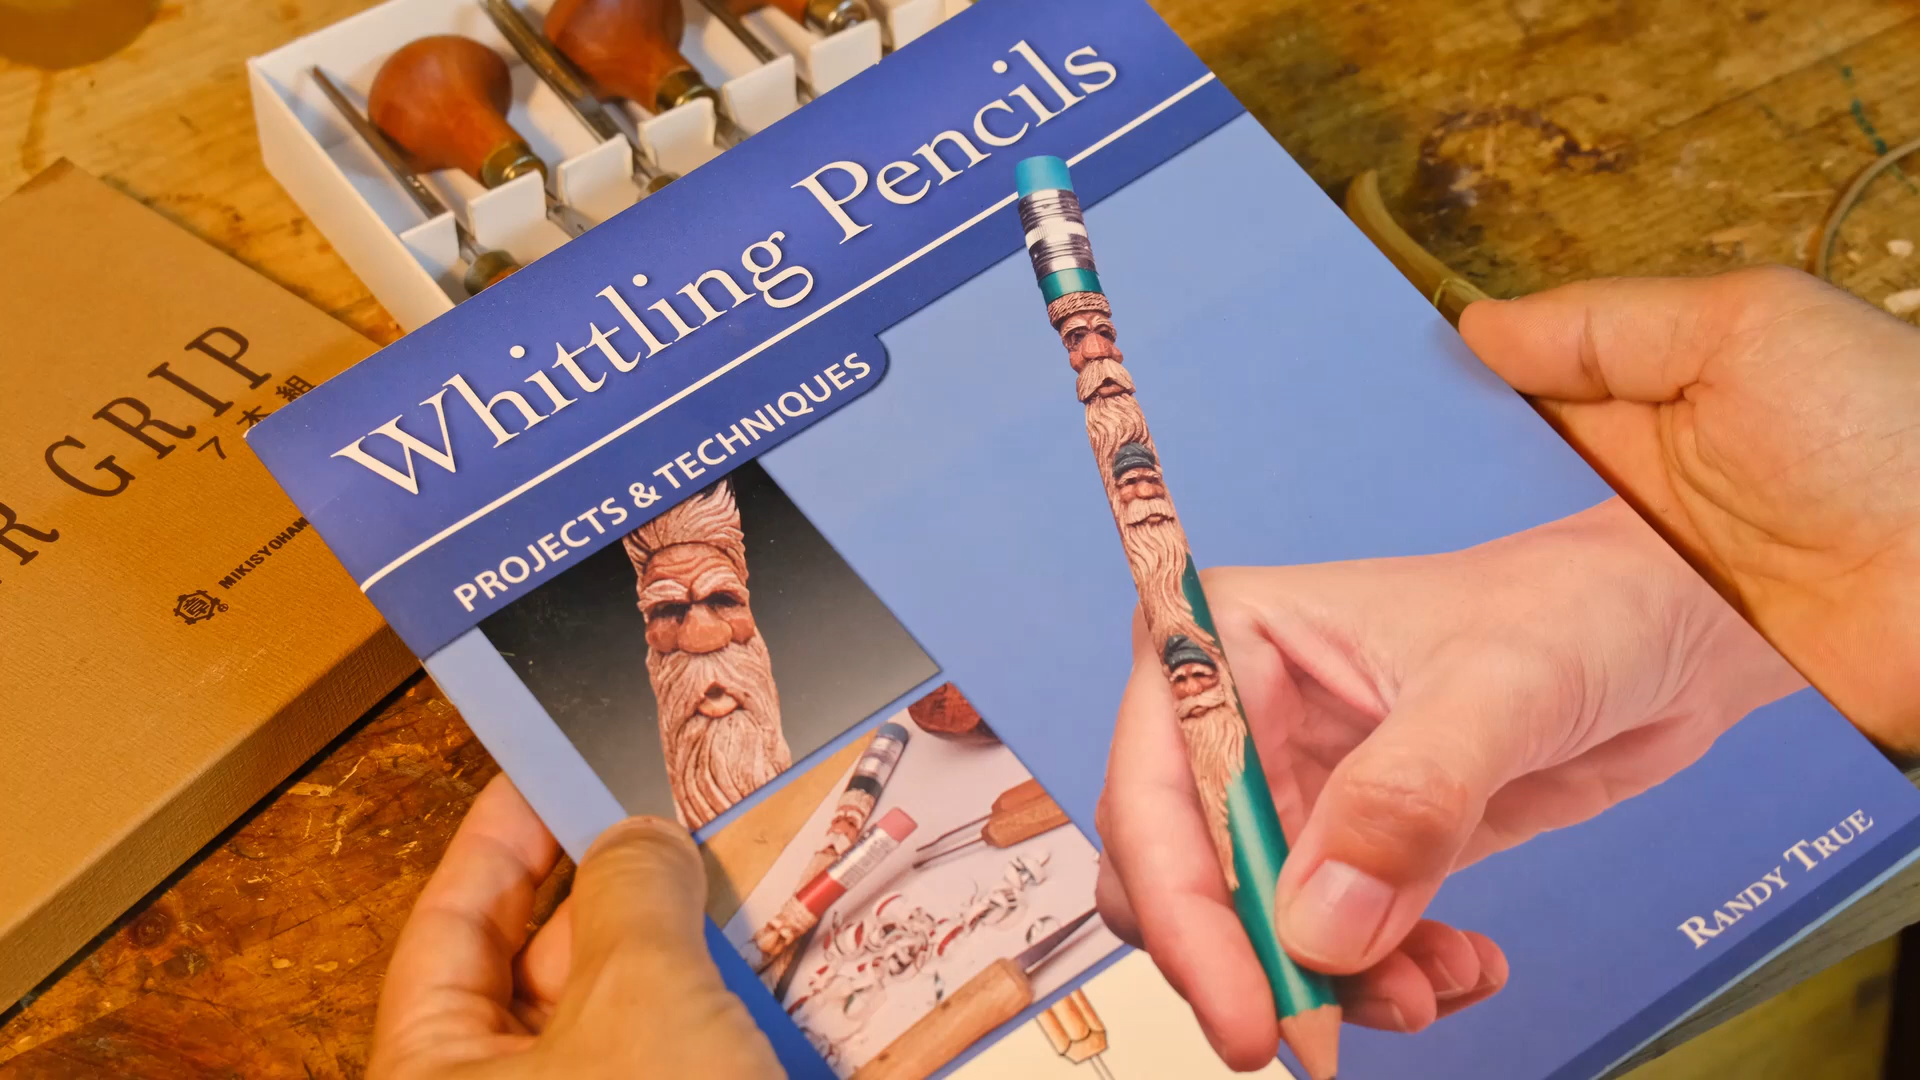 Whittling Pencils
PROJECTS & TECHNIQUES
RANDY TRUE
R GRIP
7本組
MIKISYOHAM